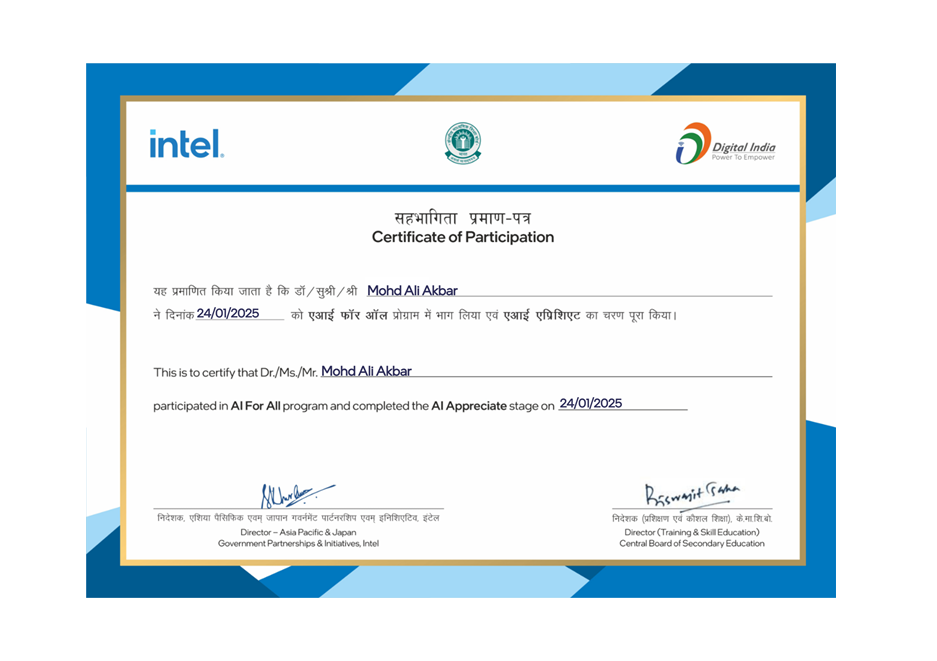 intel.
Digital India
Power To Empower
सहभागिता प्रमाण-पत्र
Certificate of Participation
यह प्रमाणित किया जाता है कि डॉ/सुश्री/श्री Mohd Ali Akbar
ने दिनांक 24/01/2025 को एआई फॉर ऑल प्रोग्राम में भाग लिया एवं एआई एप्रिशिएट का चरण पूरा किया।
This is to certify that Dr./Ms./Mr. Mohd Ali Akbar
participated in AI For All program and completed the AI Appreciate stage on 24/01/2025
Biswajit Saha
निदेशक, एशिया पैसिफिक एवम् जापान गवर्नमेंट पार्टनरशिप एवम् इनिशिएटिव, इंटेल
Director – Asia Pacific & Japan
Government Partnerships & Initiatives, Intel
निदेशक (प्रशिक्षण एवं कौशल शिक्षा), के.मा.शि.बो.
Director (Training & Skill Education)
Central Board of Secondary Education